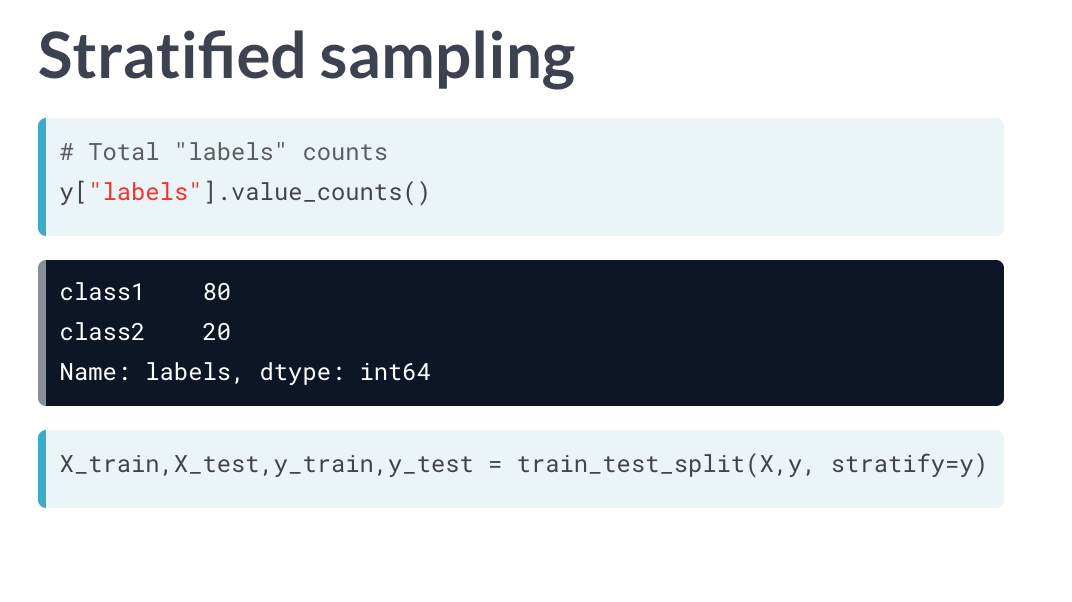 Stratified sampling
# Total "labels" counts
y["labels"].value_counts()
class1    80
class2    20
Name: labels, dtype: int64
X_train,X_test,y_train,y_test = train_test_split(X,y, stratify=y)